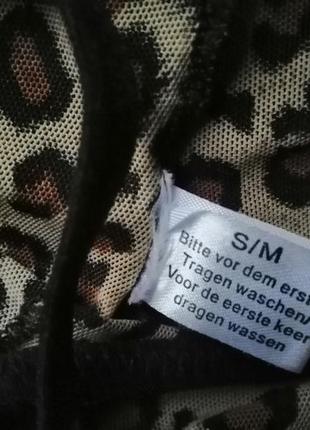 S/M
Bitte vor dem erst
Tragen waschen/
Voor de eerste keer
dragen wassen